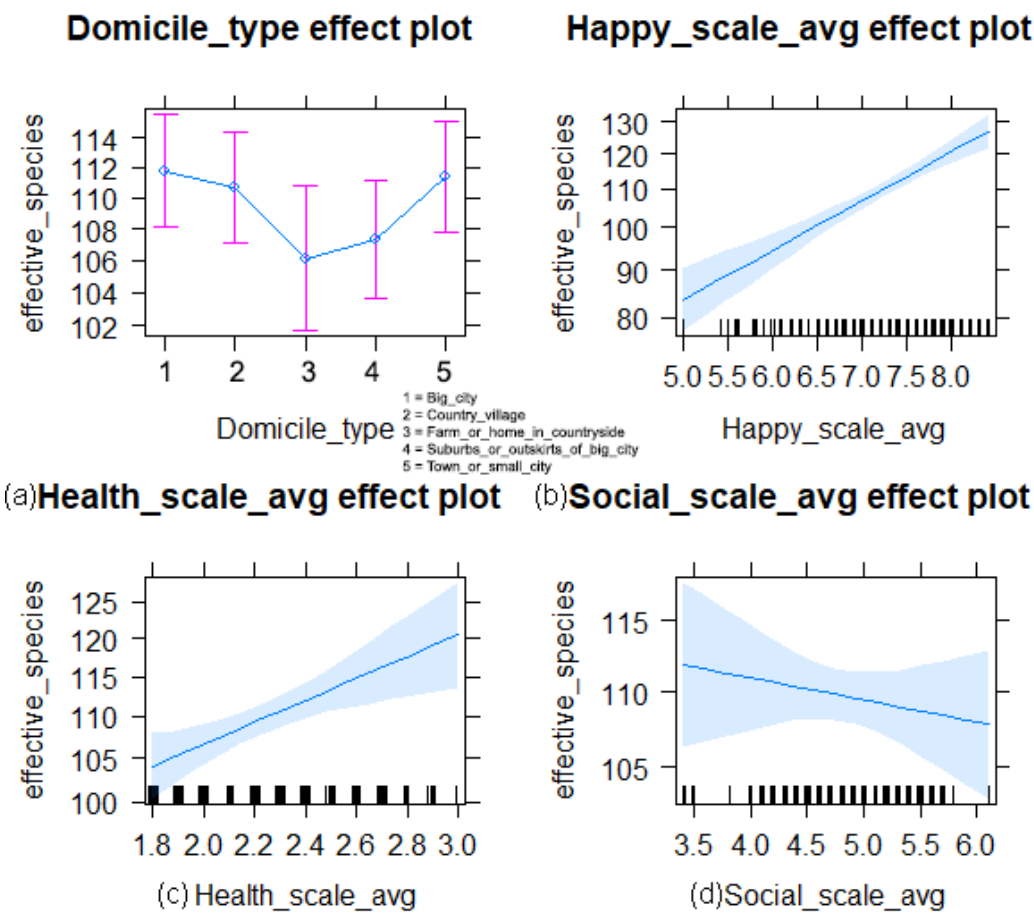 Domicile_type effect plot
effective_species
114
112
110
108
106
104
102
1 2 3 4 5
Domicile_type
1 = Big_city
2 = Country_village
3 = Farm_or_home_in_countryside
4 = Suburbs_or_outskirts_of_big_city
5 = Town_or_small_city
(a)
Happy_scale_avg effect plot
effective_species
130
120
110
100
90
80
5.0 5.5 6.0 6.5 7.0 7.5 8.0
Happy_scale_avg
(b)
Health_scale_avg effect plot
effective_species
125
120
115
110
105
100
1.8 2.0 2.2 2.4 2.6 2.8 3.0
(c) Health_scale_avg
Social_scale_avg effect plot
effective_species
115
110
105
3.5 4.0 4.5 5.0 5.5 6.0
(d)Social_scale_avg